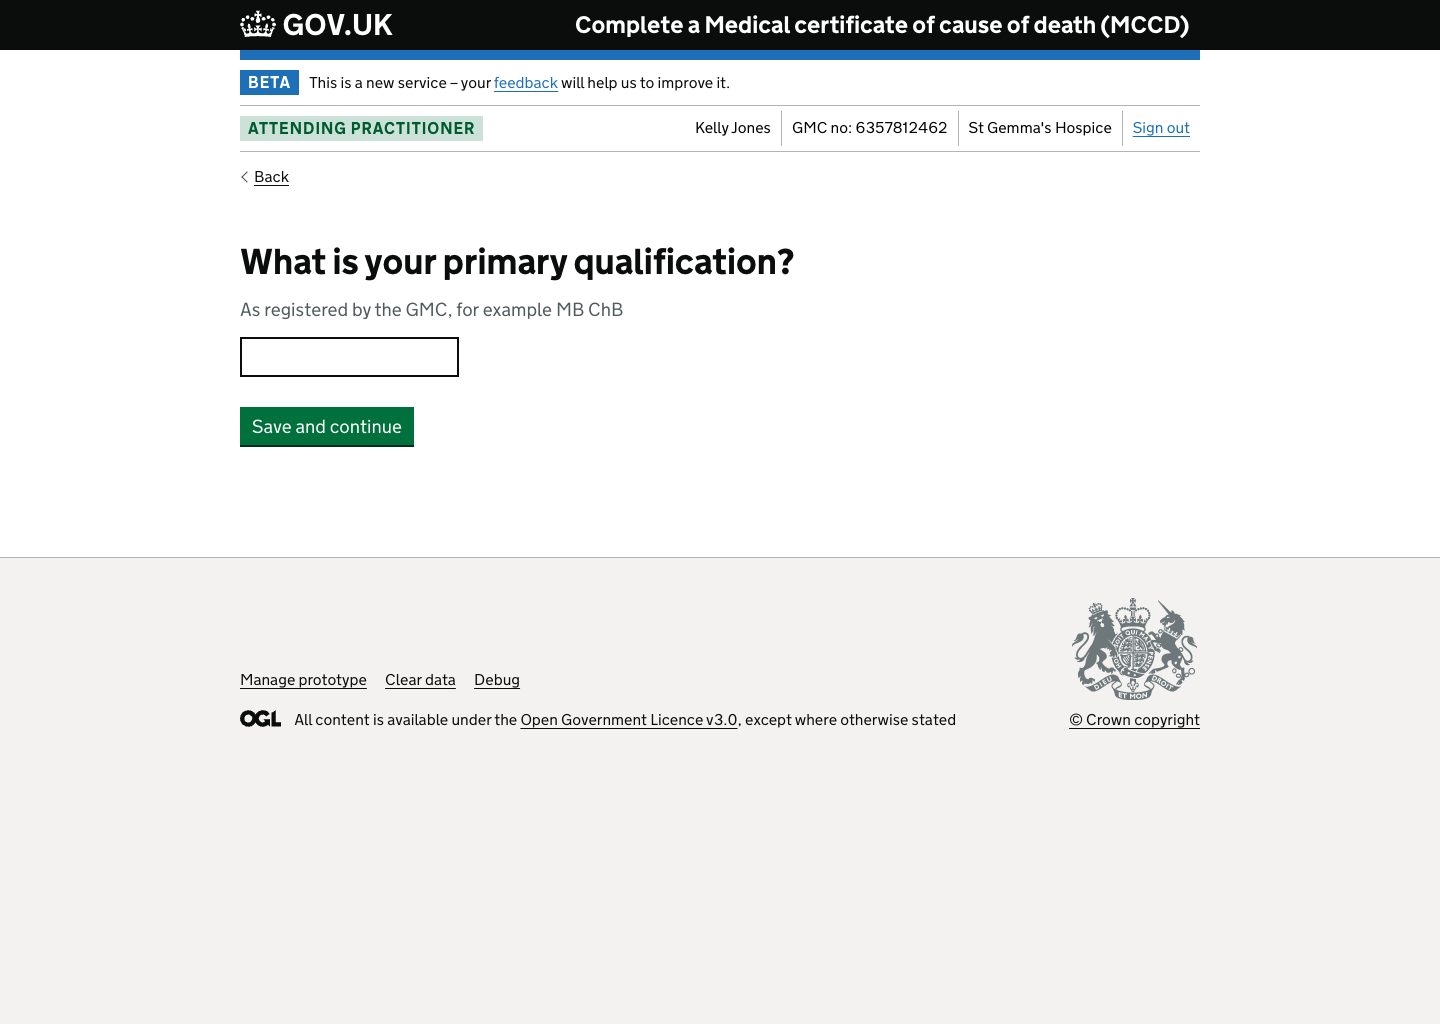 GOV.UK
Complete a Medical certificate of cause of death (MCCD)
BETA This is a new service – your feedback will help us to improve it.
ATTENDING PRACTITIONER
Kelly Jones
GMC no: 6357812462
St Gemma's Hospice
Sign out
Back
What is your primary qualification?
As registered by the GMC, for example MB ChB
Save and continue
Manage prototype
Clear data
Debug
OGL All content is available under the Open Government Licence v3.0, except where otherwise stated
DIEU ET MON DROIT
© Crown copyright